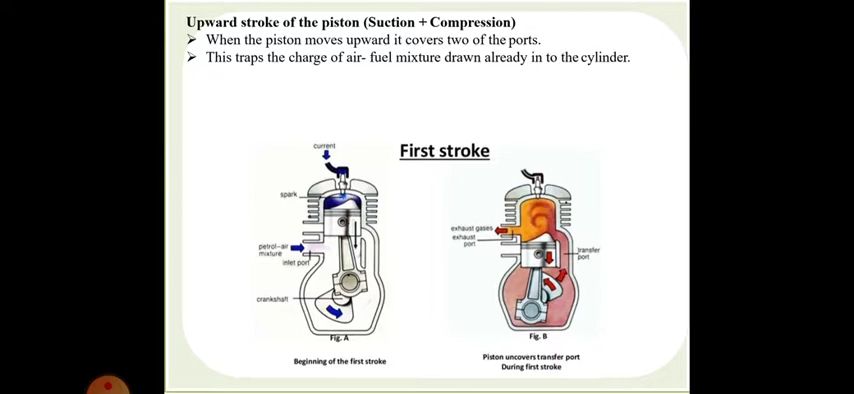 Upward stroke of the piston (Suction + Compression)
➢ When the piston moves upward it covers two of the ports.
➢ This traps the charge of air- fuel mixture drawn already in to the cylinder.
First stroke
current
spark
petrol-air
mixture
inlet port
crankshaft
Fig. A
Beginning of the first stroke
exhaust gases
exhaust
port
transfer
port
Fig. B
Piston uncovers transfer port
During first stroke